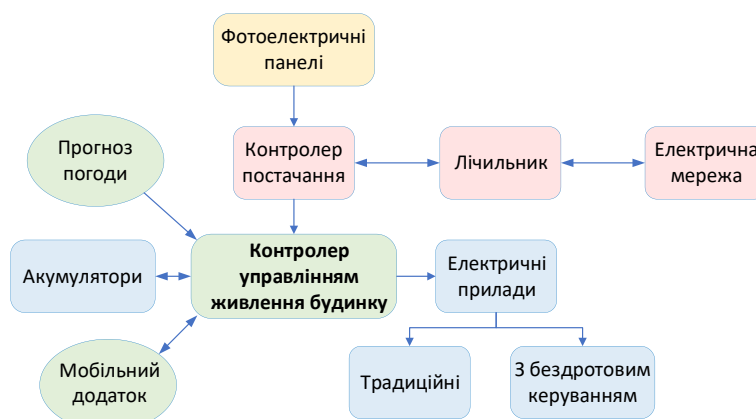 Фотоелектричні
панелі
Прогноз
погоди
Контролер
постачання
Лічильник
Електрична
мережа
Акумулятори
Контролер
управлінням
живлення будинку
Електричні
прилади
Мобільний
додаток
Традиційні
З бездротовим
керуванням